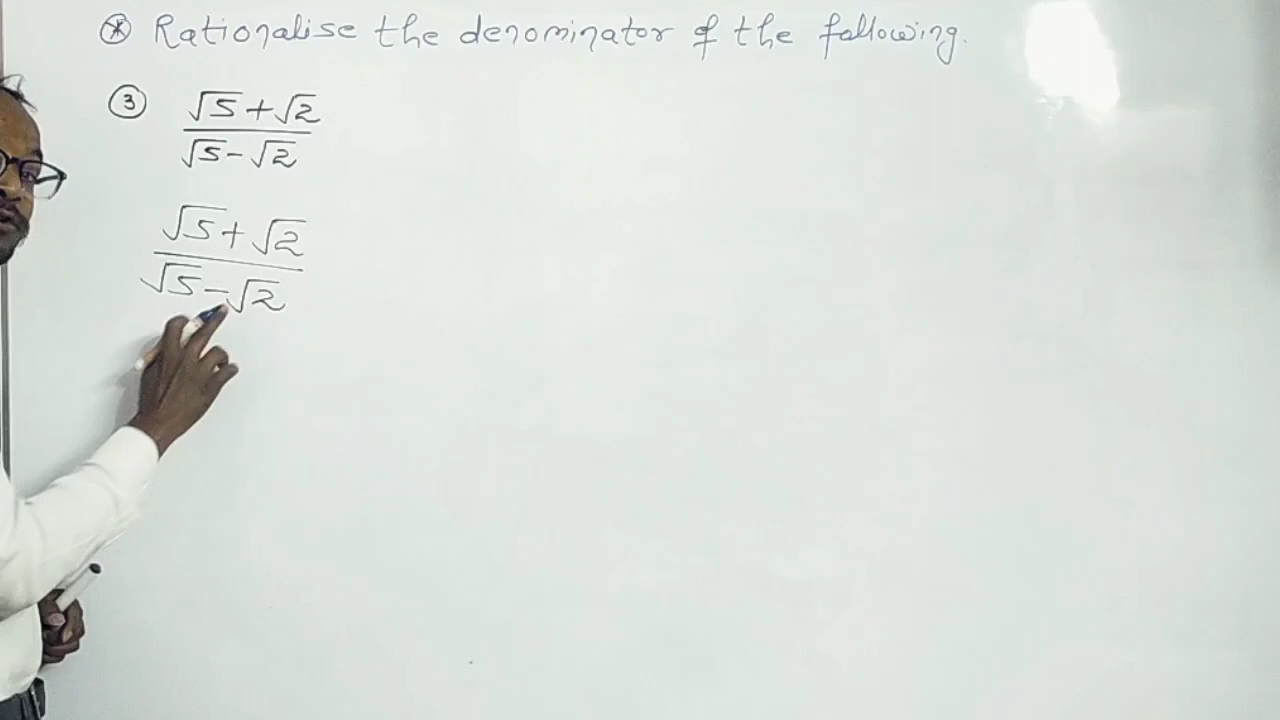 * Rationalise the denominator of the following.
3 √5+√2
√5-√2
√5+√2
√5-√2